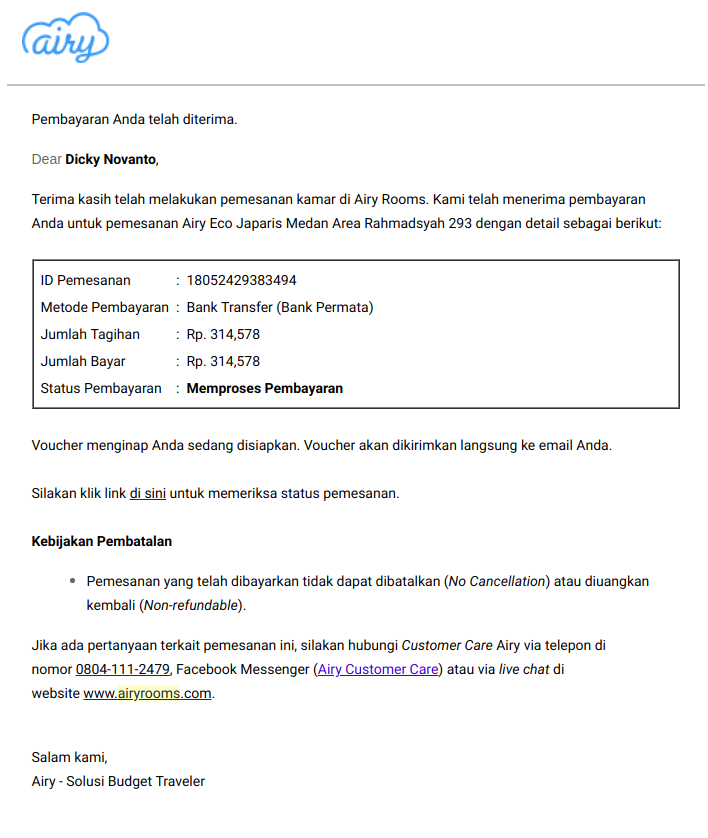 airy
Pembayaran Anda telah diterima.
Dear Dicky Novanto,
Terima kasih telah melakukan pemesanan kamar di Airy Rooms. Kami telah menerima pembayaran
Anda untuk pemesanan Airy Eco Japaris Medan Area Rahmadsyah 293 dengan detail sebagai berikut:
ID Pemesanan : 18052429383494
Metode Pembayaran : Bank Transfer (Bank Permata)
Jumlah Tagihan : Rp. 314,578
Jumlah Bayar : Rp. 314,578
Status Pembayaran : Memproses Pembayaran
Voucher menginap Anda sedang disiapkan. Voucher akan dikirimkan langsung ke email Anda.
Silakan klik link di sini untuk memeriksa status pemesanan.
Kebijakan Pembatalan
• Pemesanan yang telah dibayarkan tidak dapat dibatalkan (No Cancellation) atau diuangkan
kembali (Non-refundable).
Jika ada pertanyaan terkait pemesanan ini, silakan hubungi Customer Care Airy via telepon di
nomor 0804-111-2479, Facebook Messenger (Airy Customer Care) atau via live chat di
website www.airyrooms.com.
Salam kami,
Airy - Solusi Budget Traveler